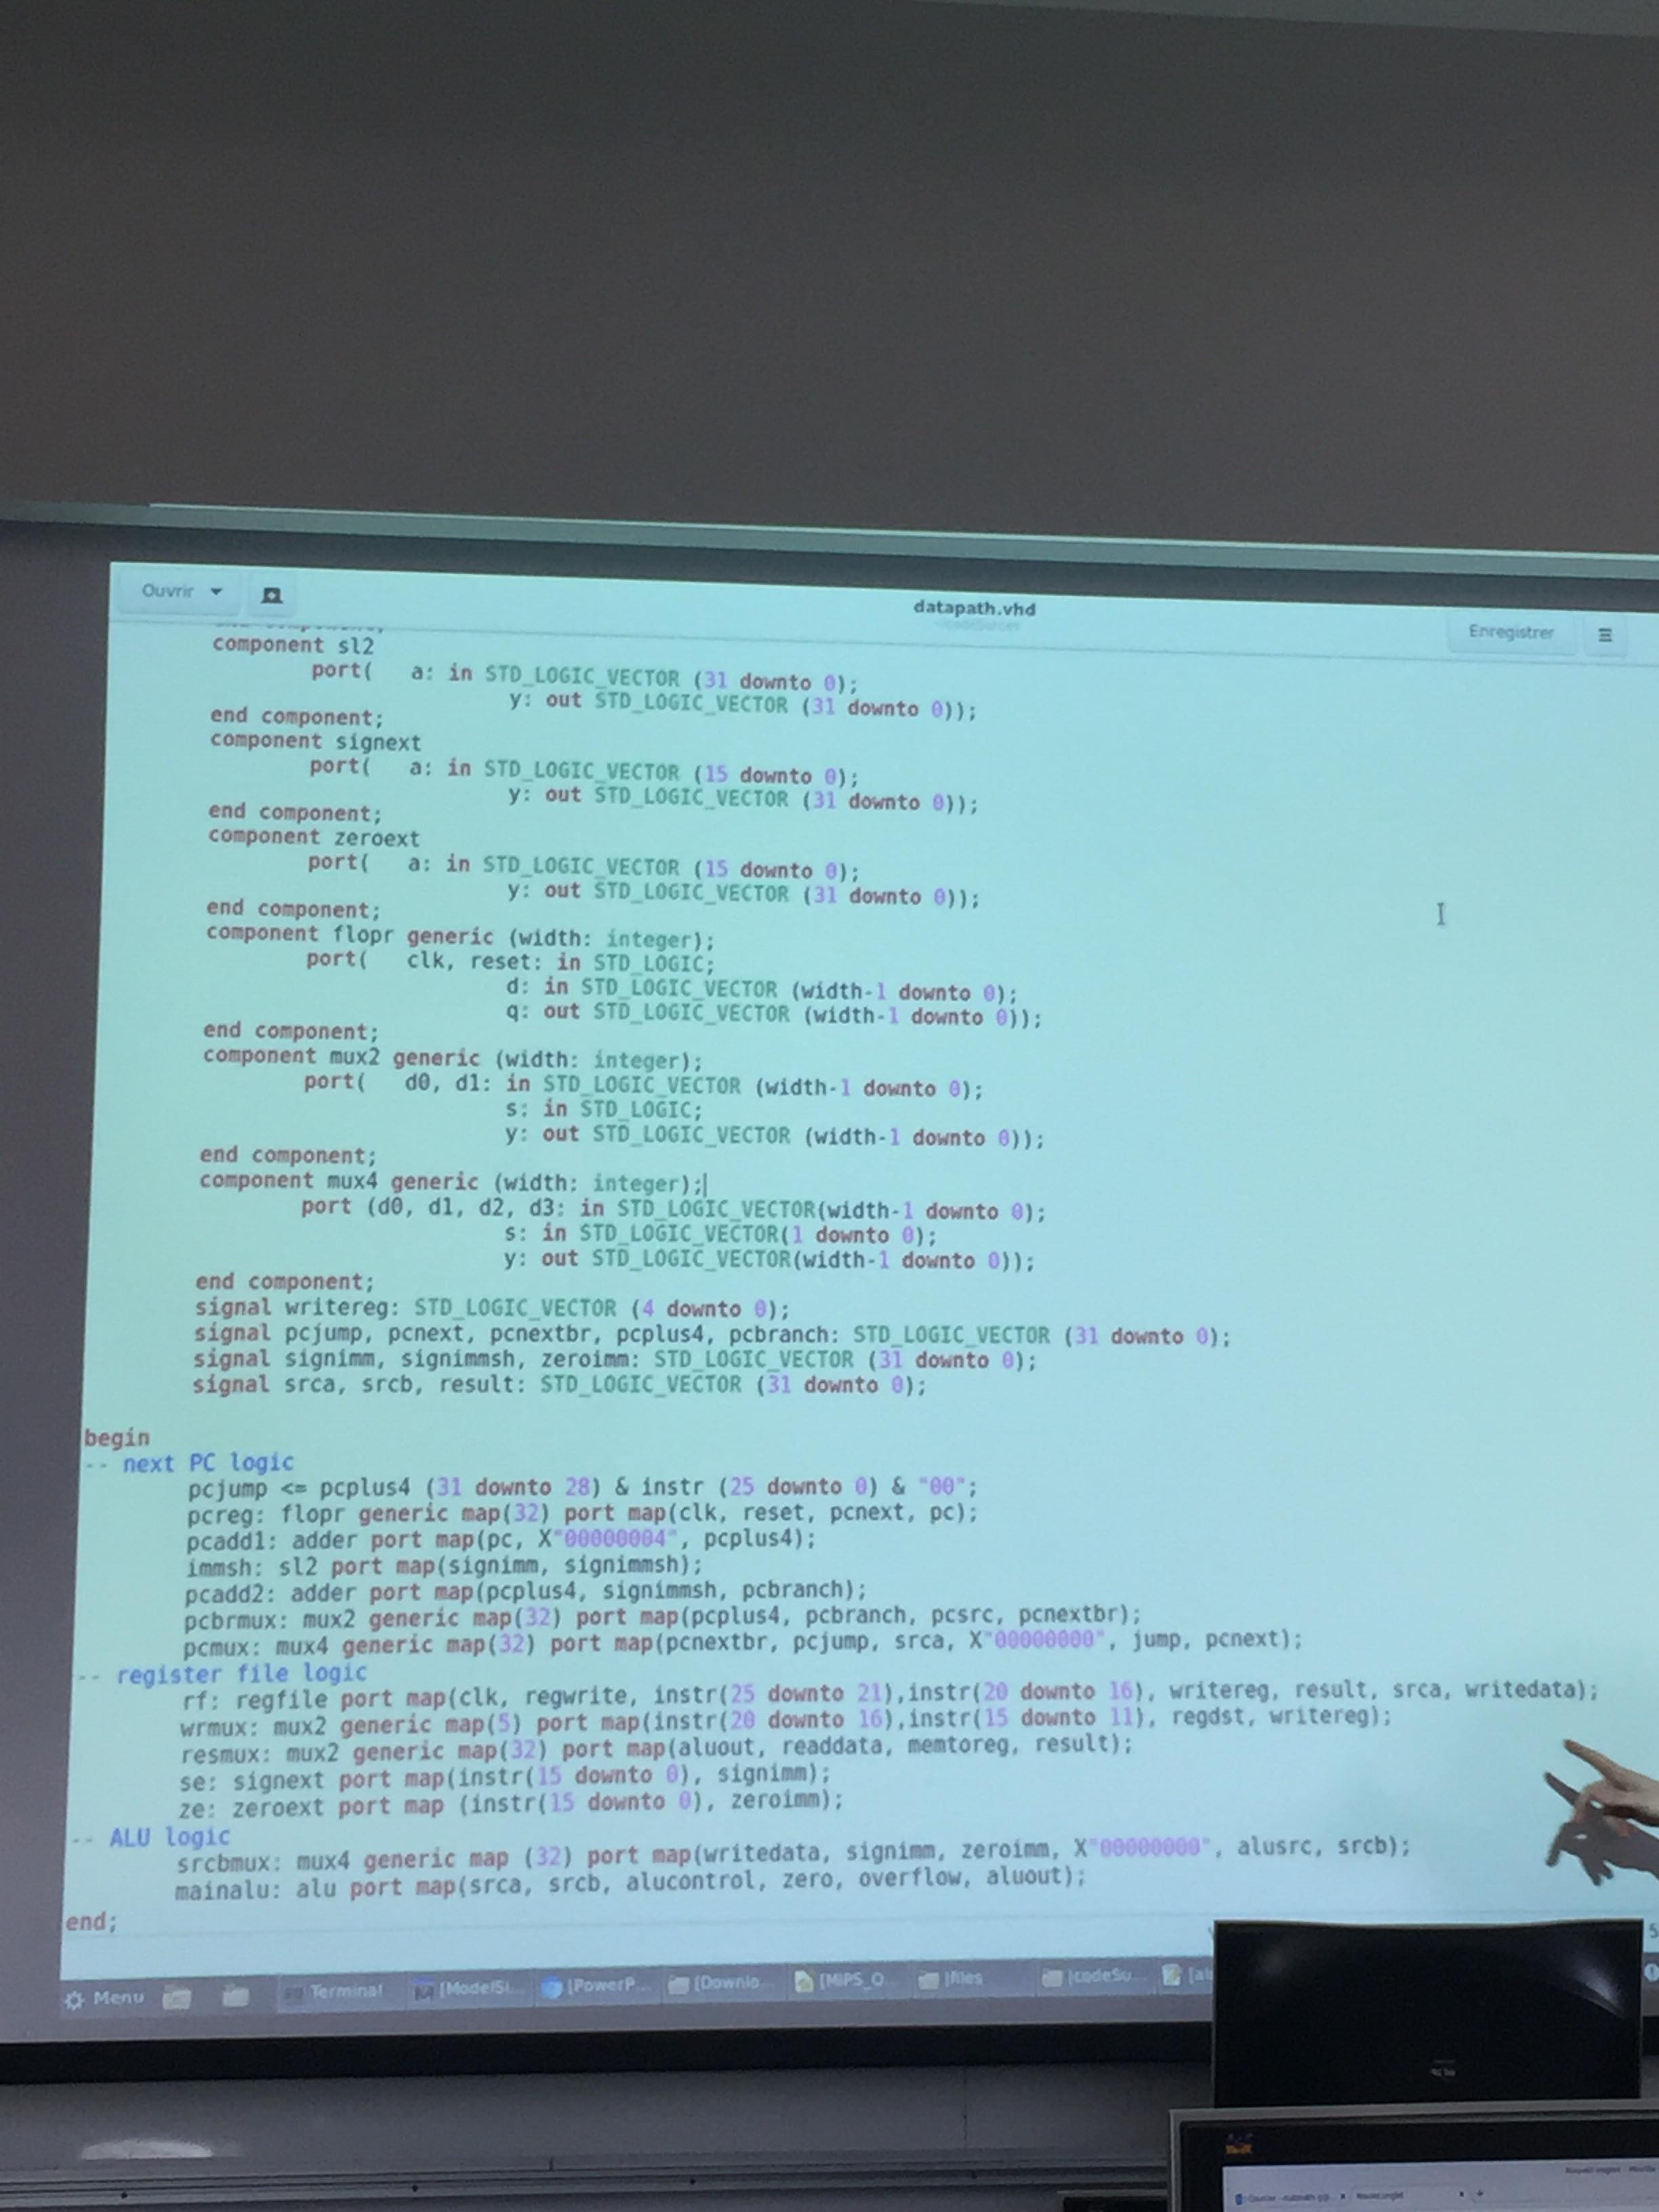 Ouvrir
datapath.vhd
Enregistrer
component sl2
port( a: in STD_LOGIC_VECTOR (31 downto 0);
y: out STD_LOGIC_VECTOR (31 downto 0));
end component;
component signext
port( a: in STD_LOGIC_VECTOR (15 downto 0);
y: out STD_LOGIC_VECTOR (31 downto 0));
end component;
component zeroext
port( a: in STD_LOGIC_VECTOR (15 downto 0);
y: out STD_LOGIC_VECTOR (31 downto 0));
end component;
component flopr generic (width: integer);
port( clk, reset: in STD_LOGIC;
d: in STD_LOGIC_VECTOR (width-1 downto 0);
q: out STD_LOGIC_VECTOR (width-1 downto 0));
end component;
component mux2 generic (width: integer);
port( d0, d1: in STD_LOGIC_VECTOR (width-1 downto 0);
s: in STD_LOGIC;
y: out STD_LOGIC_VECTOR (width-1 downto 0));
end component;
component mux4 generic (width: integer);
port (d0, d1, d2, d3: in STD_LOGIC_VECTOR(width-1 downto 0);
s: in STD_LOGIC_VECTOR(1 downto 0);
y: out STD_LOGIC_VECTOR(width-1 downto 0));
end component;
signal writereg: STD_LOGIC_VECTOR (4 downto 0);
signal pcjump, pcnext, pcnextbr, pcplus4, pcbranch: STD_LOGIC_VECTOR (31 downto 0);
signal signimm, signimmsh, zeroimm: STD_LOGIC_VECTOR (31 downto 0);
signal srca, srcb, result: STD_LOGIC_VECTOR (31 downto 0);
begin
-- next PC logic
pcjump <= pcplus4 (31 downto 28) & instr (25 downto 0) & "00";
pcreg: flopr generic map(32) port map(clk, reset, pcnext, pc);
pcadd1: adder port map(pc, X"00000004", pcplus4);
immsh: sl2 port map(signimm, signimmsh);
pcadd2: adder port map(pcplus4, signimmsh, pcbranch);
pcbrmux: mux2 generic map(32) port map(pcplus4, pcbranch, pcsrc, pcnextbr);
pcmux: mux4 generic map(32) port map(pcnextbr, pcjump, srca, X"00000000", jump, pcnext);
-- register file logic
rf: regfile port map(clk, regwrite, instr(25 downto 21),instr(20 downto 16), writereg, result, srca, writedata);
wrmux: mux2 generic map(5) port map(instr(20 downto 16),instr(15 downto 11), regdst, writereg);
resmux: mux2 generic map(32) port map(aluout, readdata, memtoreg, result);
se: signext port map(instr(15 downto 0), signimm);
ze: zeroext port map (instr(15 downto 0), zeroimm);
-- ALU logic
srcbmux: mux4 generic map (32) port map(writedata, signimm, zeroimm, X"00000000", alusrc, srcb);
mainalu: alu port map(srca, srcb, alucontrol, zero, overflow, aluout);
end;
Menu Terminal [ModelSi... [PowerP... [Downlo... [MIPS_O... [files [codeSu...